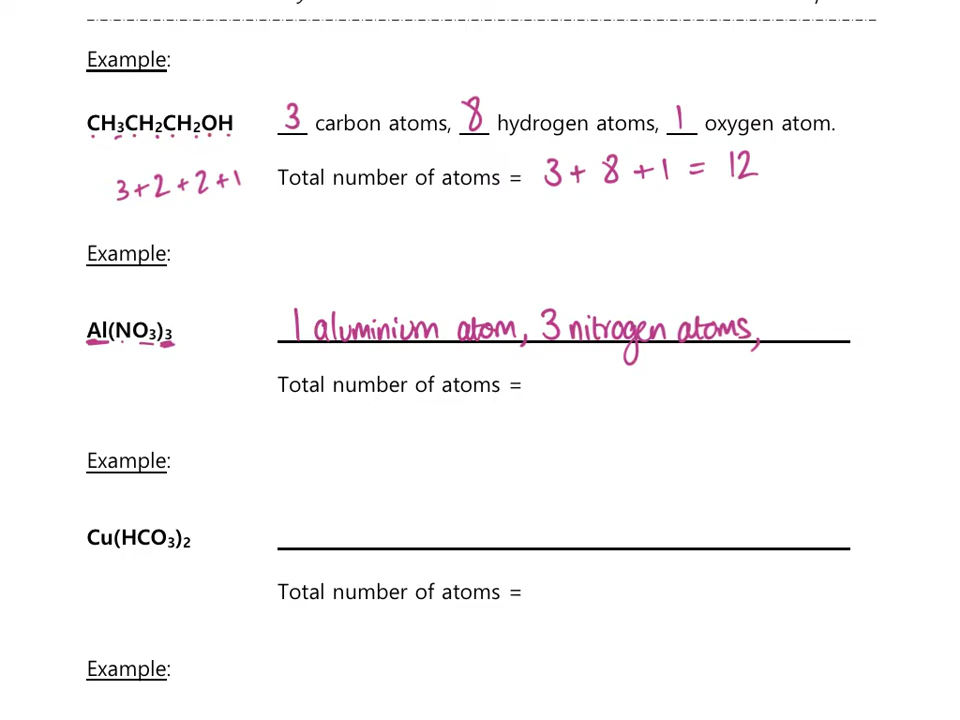 Example:
CH₃CH₂CH₂OH 3 carbon atoms, 8 hydrogen atoms, 1 oxygen atom.
3+2+2+1 Total number of atoms = 3 + 8 + 1 = 12
Example:
Al(NO₃)₃ 1 aluminium atom, 3 nitrogen atoms,
Total number of atoms =
Example:
Cu(HCO₃)₂
Total number of atoms =
Example: